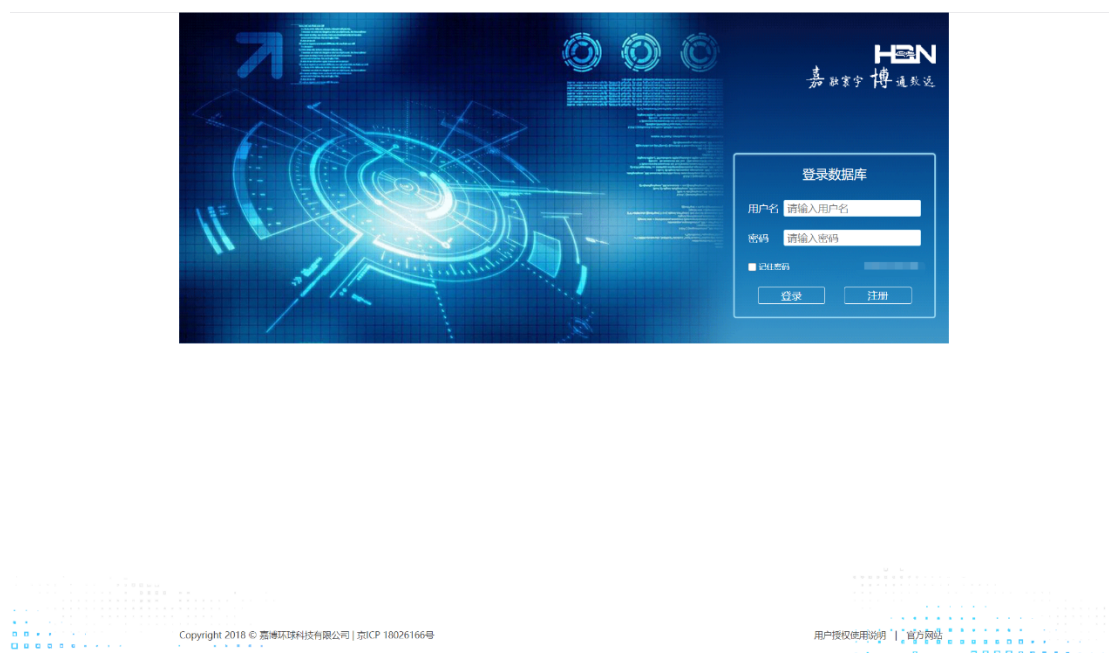 HBN
嘉融寰宇 博通致远
登录数据库
用户名 请输入用户名
密码 请输入密码
记住密码
登录 注册
Copyright 2018 © 嘉博环球科技有限公司 | 京ICP 18026166号
用户授权使用说明 | 官方网站